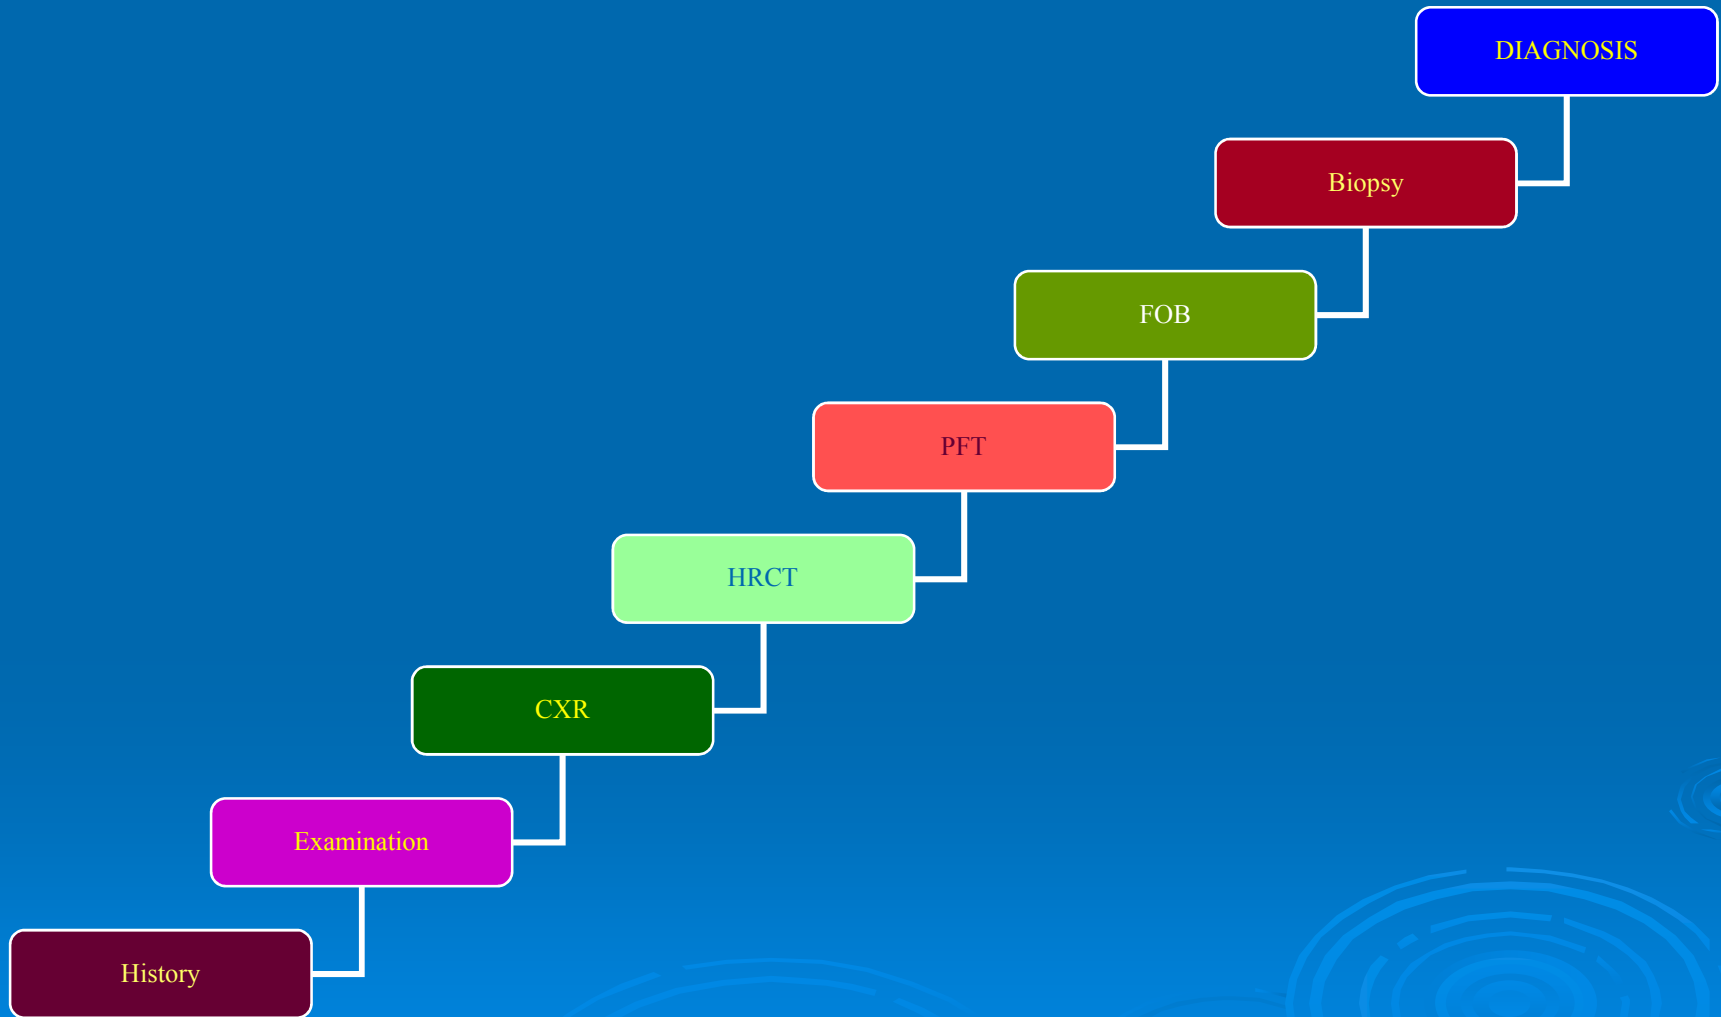 DIAGNOSIS
Biopsy
FOB
PFT
HRCT
CXR
Examination
History